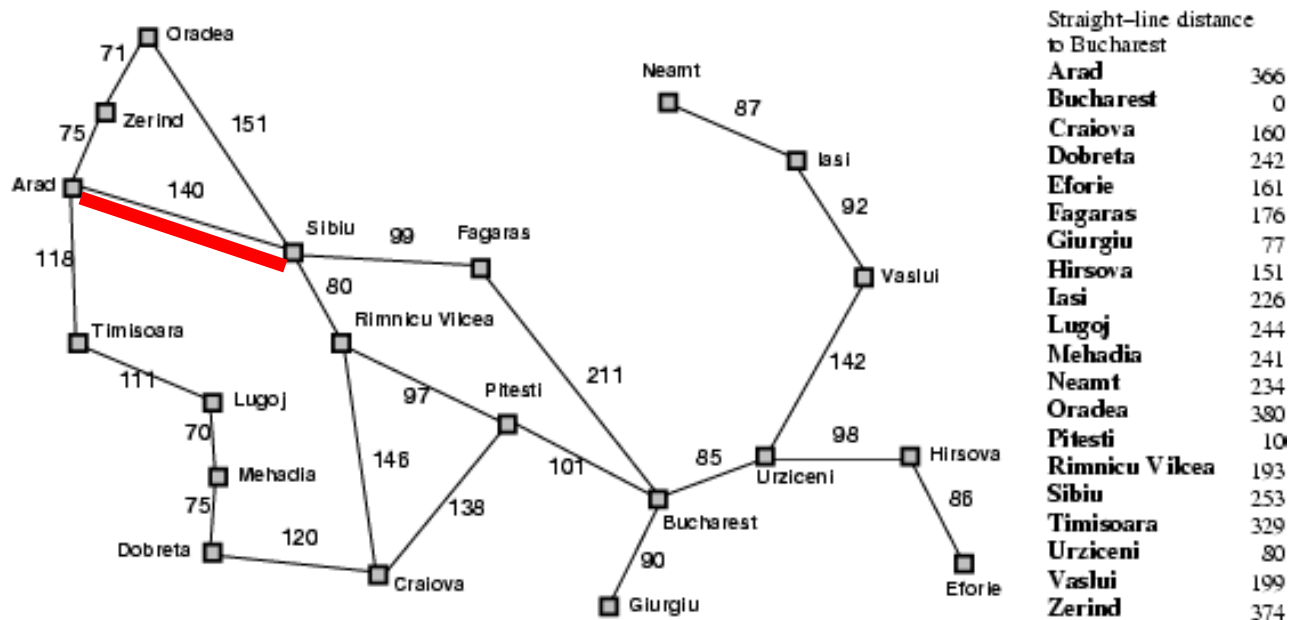 Oradea
71
Neamt
87
Zerind
151
75
Iasi
Arad
140
92
Sibiu
99
Fagaras
118
80
Vaslui
Timisoara
Rimnicu Vilcea
142
111
211
Lugoj
97
Pitesti
70
98
Hirsova
146
101
85
Mehadia
Urziceni
75
138
86
Bucharest
120
Dobreta
90
Craiova
Eforie
Giurgiu
Straight–line distance
to Bucharest
Arad 366
Bucharest 0
Craiova 160
Dobreta 242
Eforie 161
Fagaras 176
Giurgiu 77
Hirsova 151
Iasi 226
Lugoj 244
Mehadia 241
Neamt 234
Oradea 380
Pitesti 10
Rimnicu Vilcea 193
Sibiu 253
Timisoara 329
Urziceni 80
Vaslui 199
Zerind 374